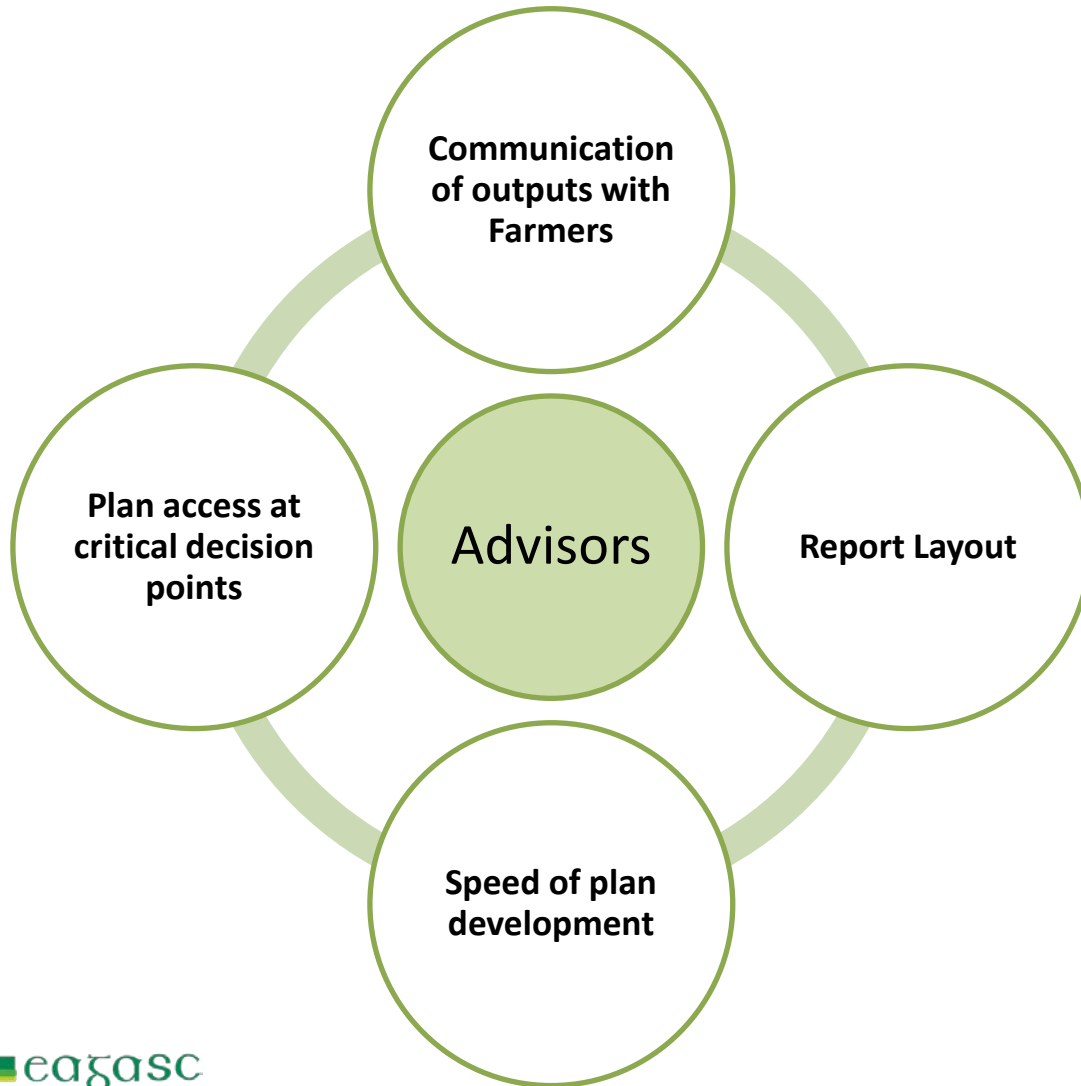 Communication
of outputs with
Farmers
Plan access at
critical decision
points
Advisors
Report Layout
Speed of plan
development
eagasc